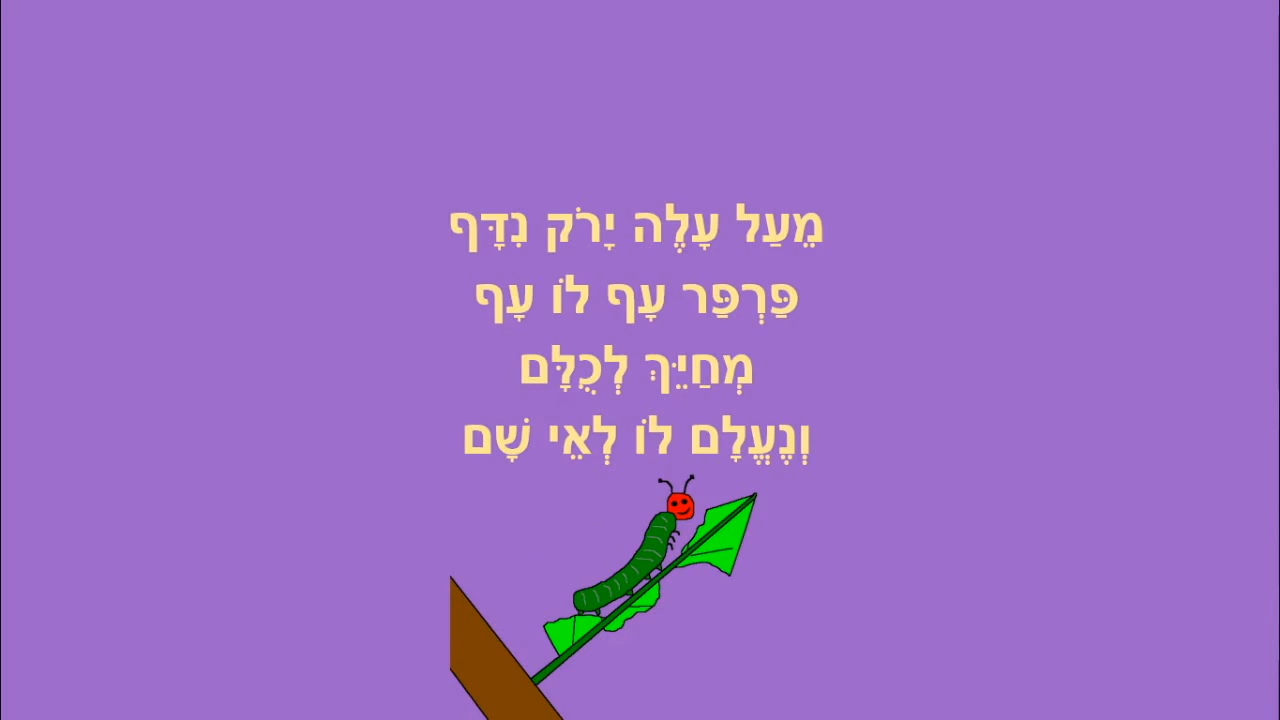 מֵעַל עָלֶה יָרֹק נִדָּף
פַּרְפַּר עָף לוֹ עָף
מְחַיֵּךְ לְכֻלָּם
וְנֶעֱלָם לוֹ לְאֵי שָׁם